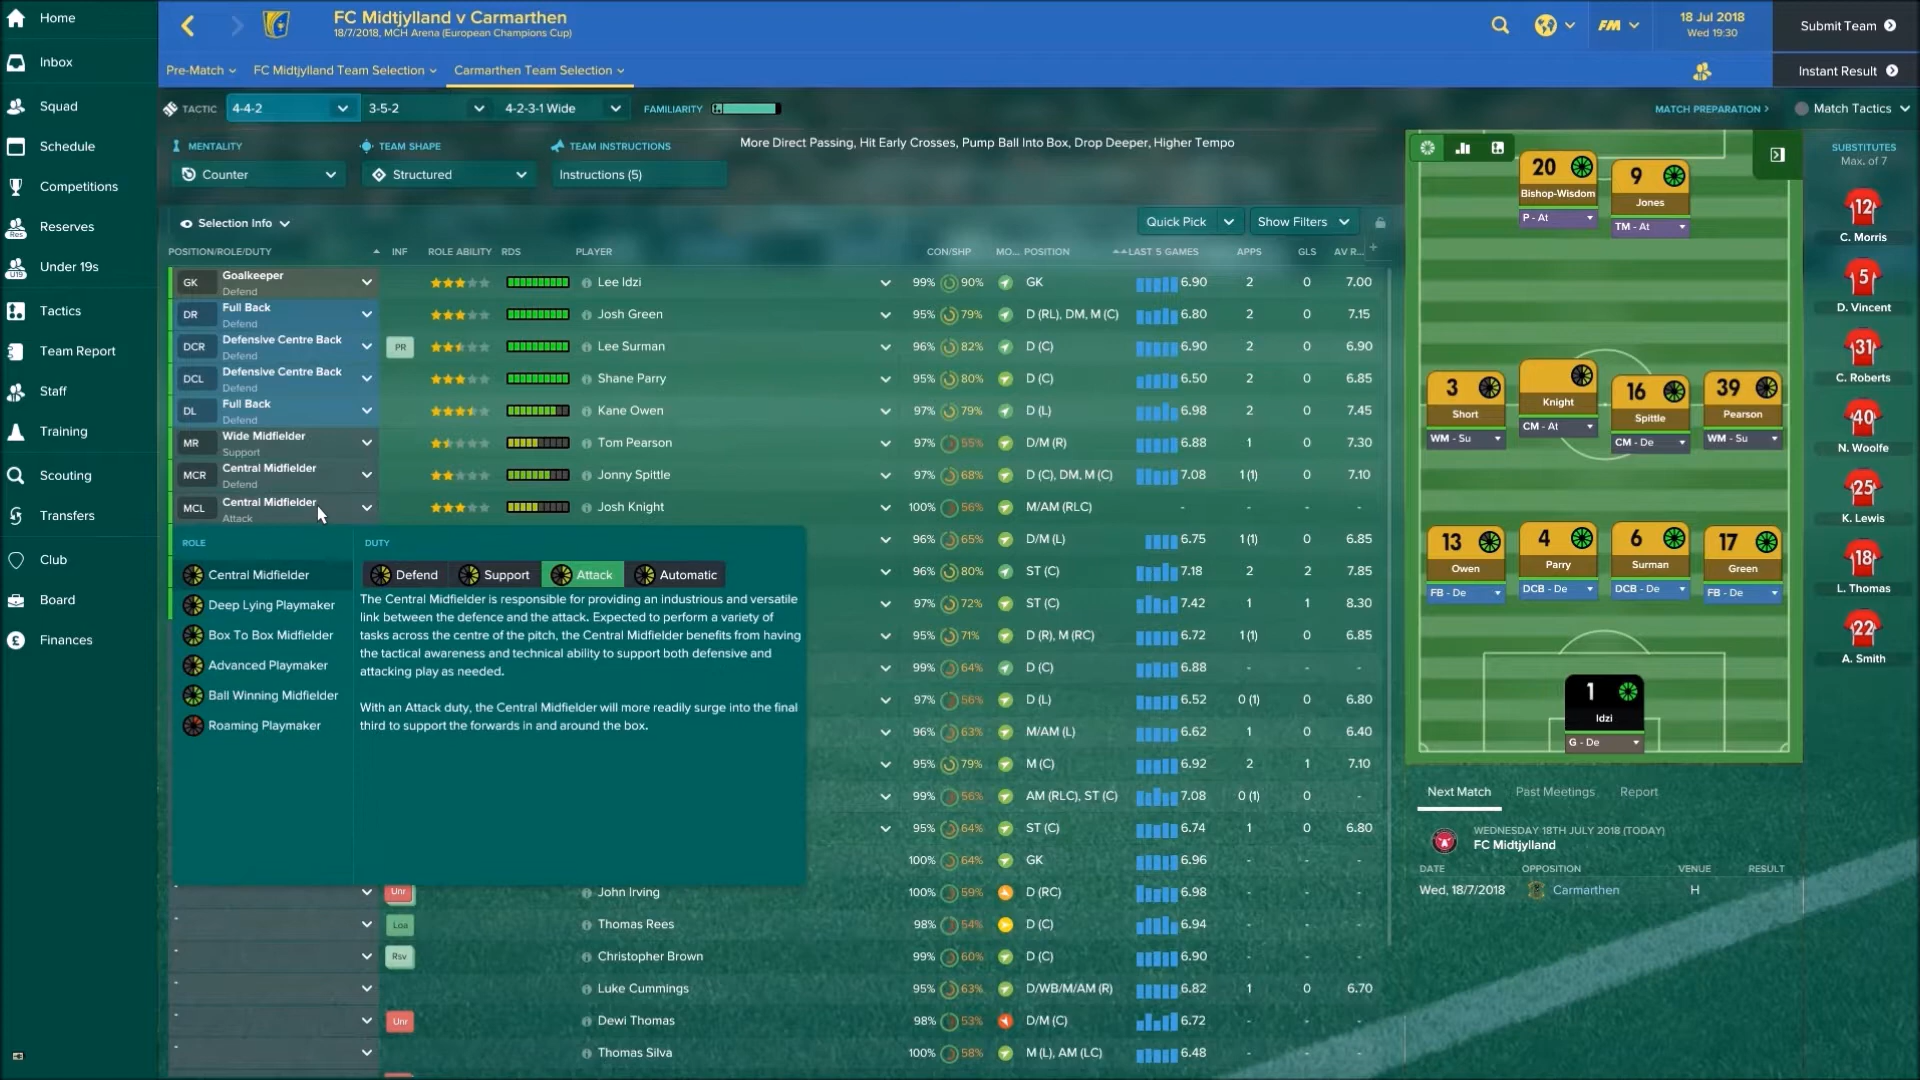 Home
FC Midtjylland v Carmarthen
18/7/2018, MCH Arena (European Champions Cup)
FM
18 Jul 2018
Wed 19:30
Submit Team
Inbox
Pre-Match
FC Midtjylland Team Selection
Carmarthen Team Selection
Instant Result
Squad
Schedule
Competitions
Reserves
Under 19s
Tactics
Team Report
Staff
Training
Scouting
Transfers
Club
Board
Finances
TACTIC
4-4-2
3-5-2
4-2-3-1 Wide
FAMILIARITY
MATCH PREPARATION >
Match Tactics
MENTALITY
TEAM SHAPE
TEAM INSTRUCTIONS
More Direct Passing, Hit Early Crosses, Pump Ball Into Box, Drop Deeper, Higher Tempo
Counter
Structured
Instructions (5)
Selection Info
Quick Pick
Show Filters
POSITION/ROLE/DUTY INF ROLE ABILITY RDS PLAYER CON/SHP MO... POSITION LAST 5 GAMES APPS GLS AV R...
GK Goalkeeper Defend Lee Idzi 99% 90% GK 6.90 2 0 7.00
DR Full Back Defend Josh Green 95% 79% D (RL), DM, M (C) 6.80 2 0 7.15
DCR Defensive Centre Back Defend PR Lee Surman 96% 82% D (C) 6.90 2 0 6.90
DCL Defensive Centre Back Defend Shane Parry 95% 80% D (C) 6.50 2 0 6.85
DL Full Back Defend Kane Owen 97% 79% D (L) 6.98 2 0 7.45
MR Wide Midfielder Support Tom Pearson 97% 55% D/M (R) 6.88 1 0 7.30
MCR Central Midfielder Defend Jonny Spittle 97% 68% D (C), DM, M (C) 7.08 1(1) 0 7.10
MCL Central Midfielder Attack Josh Knight 100% 56% M/AM (RLC) - - -
96% 65% D/M (L) 6.75 1(1) 0 6.85
96% 80% ST (C) 7.18 2 2 7.85
97% 72% ST (C) 7.42 1 1 8.30
95% 71% D (R), M (RC) 6.72 1(1) 0 6.85
99% 64% D (C) 6.88 - - -
97% 56% D (L) 6.52 0 (1) 0 6.80
96% 63% M/AM (L) 6.62 1 0 6.40
95% 79% M (C) 6.92 2 1 7.10
99% 56% AM (RLC), ST (C) 7.08 0 (1) 0 -
95% 64% ST (C) 6.74 1 0 6.80
100% 64% GK 6.96 - - -
- Unr John Irving 100% 59% D (RC) 6.98 - - -
- Loa Thomas Rees 98% 54% D (C) 6.94 - - -
- Rsv Christopher Brown 99% 60% D (C) 6.90 - - -
- Luke Cummings 95% 63% D/WB/M/AM (R) 6.82 1 0 6.70
- Unr Dewi Thomas 98% 53% D/M (C) 6.72 - - -
- Thomas Silva 100% 58% M (L), AM (LC) 6.48 - - -
ROLE
Central Midfielder
Deep Lying Playmaker
Box To Box Midfielder
Advanced Playmaker
Ball Winning Midfielder
Roaming Playmaker
DUTY
Defend
Support
Attack
Automatic
The Central Midfielder is responsible for providing an industrious and versatile
link between the defence and the attack. Expected to perform a variety of
tasks across the centre of the pitch, the Central Midfielder benefits from having
the tactical awareness and technical ability to support both defensive and
attacking play as needed.
With an Attack duty, the Central Midfielder will more readily surge into the final
third to support the forwards in and around the box.
20
Bishop-Wisdom
P - At
9
Jones
TM - At
3
Short
WM - Su
Knight
CM - At
16
Spittle
CM - De
39
Pearson
WM - Su
13
Owen
FB - De
4
Parry
DCB - De
6
Surman
DCB - De
17
Green
FB - De
1
Idzi
G - De
SUBSTITUTES
Max. of 7
12
C. Morris
5
D. Vincent
31
C. Roberts
40
N. Woolfe
25
K. Lewis
18
L. Thomas
22
A. Smith
Next Match
Past Meetings
Report
WEDNESDAY 18TH JULY 2018 (TODAY)
FC Midtjylland
DATE OPPOSITION VENUE RESULT
Wed, 18/7/2018 Carmarthen H